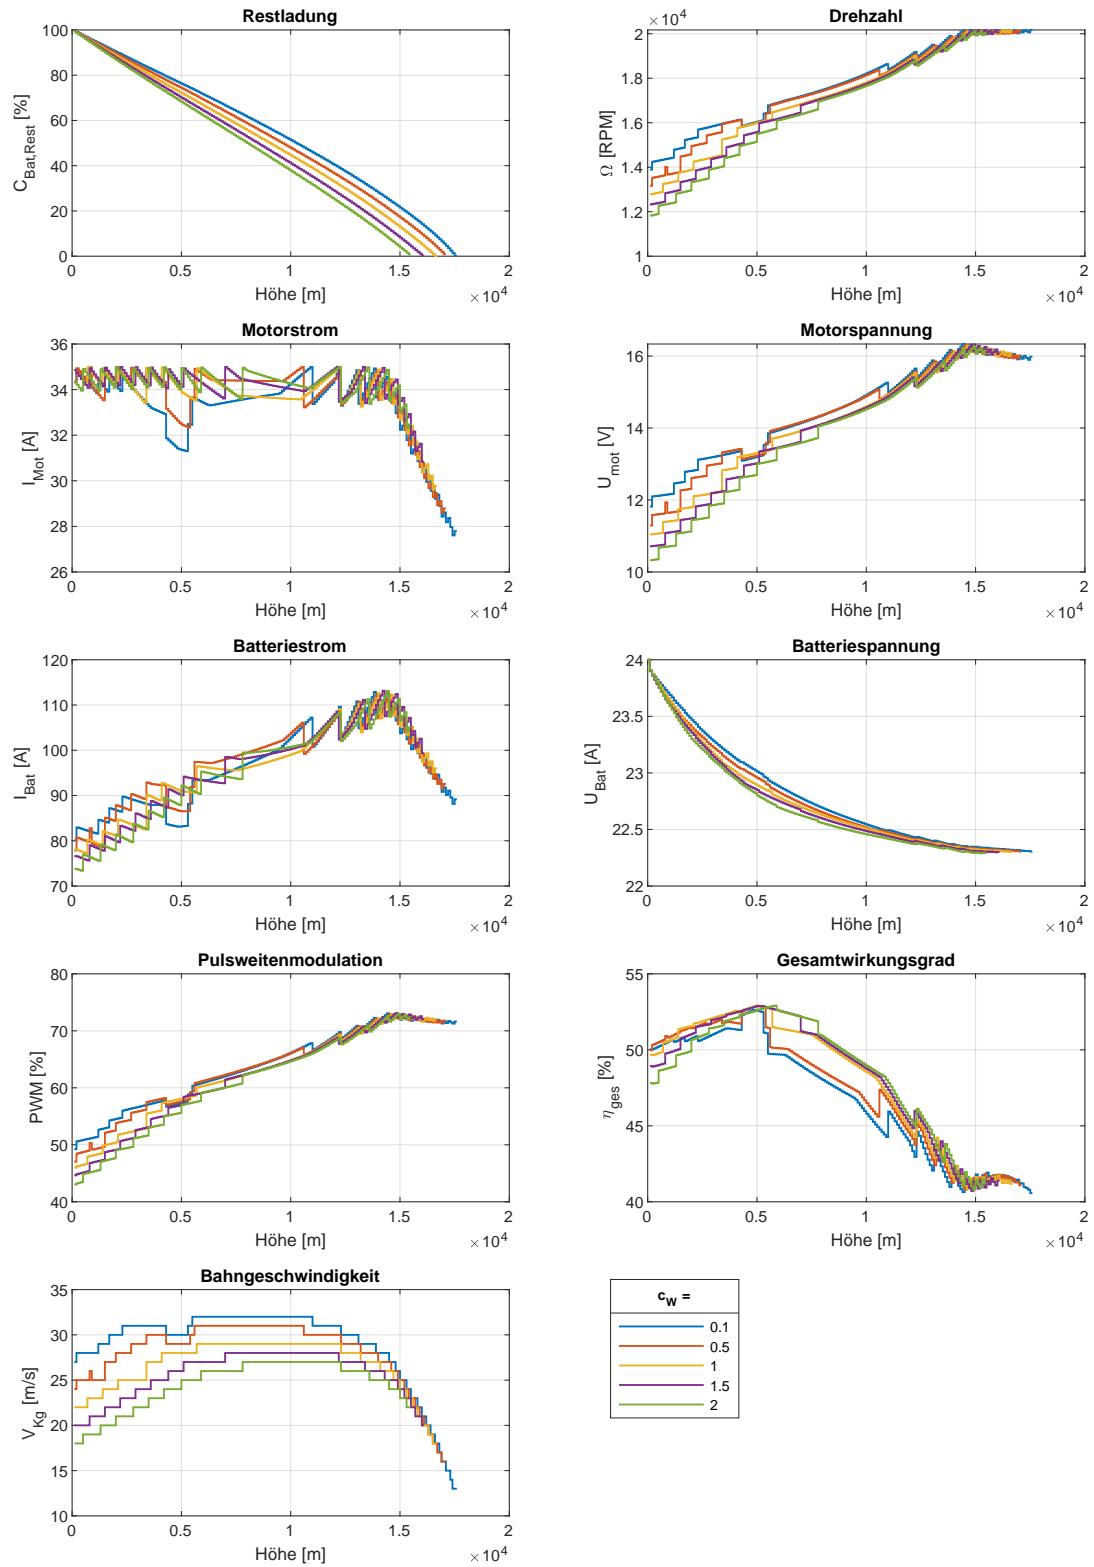 Restladung
C_Bat,Rest [%]
100
80
60
40
20
0
0 0.5 1 1.5 2
×10^4
Höhe [m]
Drehzahl
×10^4
Ω [RPM]
2
1.8
1.6
1.4
1.2
1
0 0.5 1 1.5 2
×10^4
Höhe [m]
Motorstrom
I_Mot [A]
36
34
32
30
28
26
0 0.5 1 1.5 2
×10^4
Höhe [m]
Motorspannung
U_mot [V]
16
14
12
10
0 0.5 1 1.5 2
×10^4
Höhe [m]
Batteriestrom
I_Bat [A]
120
110
100
90
80
70
0 0.5 1 1.5 2
×10^4
Höhe [m]
Batteriespannung
U_Bat [A]
24
23.5
23
22.5
22
0 0.5 1 1.5 2
×10^4
Höhe [m]
Pulsweitenmodulation
PWM [%]
80
70
60
50
40
0 0.5 1 1.5 2
×10^4
Höhe [m]
Gesamtwirkungsgrad
η_ges [%]
55
50
45
40
0 0.5 1 1.5 2
×10^4
Höhe [m]
Bahngeschwindigkeit
V_Kg [m/s]
35
30
25
20
15
10
0 0.5 1 1.5 2
×10^4
Höhe [m]
c_W =
0.1
0.5
1
1.5
2